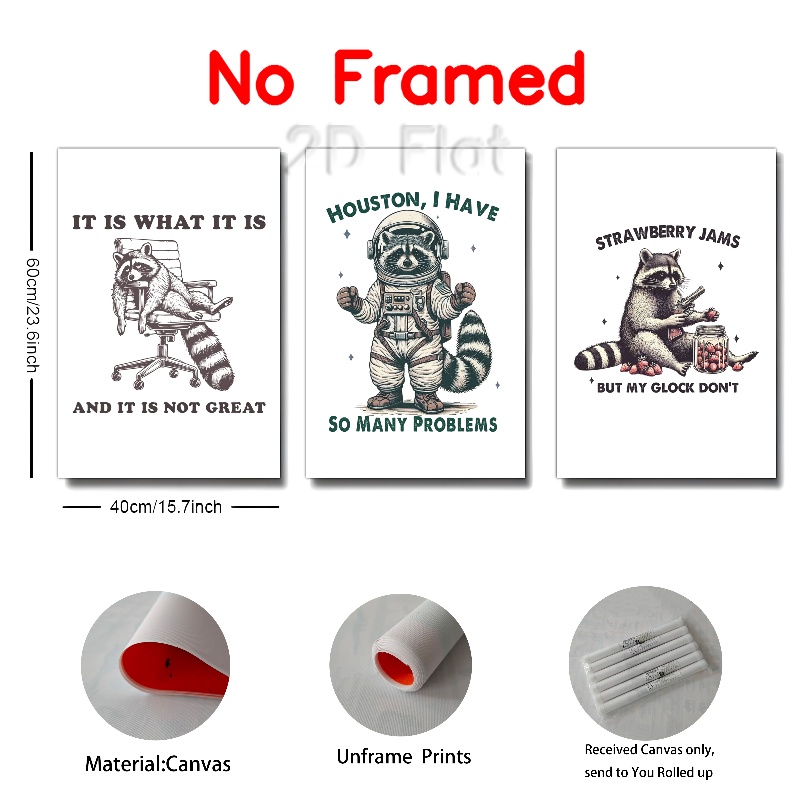 No Framed
2D Flat
60cm/23.6inch
IT IS WHAT IT IS
AND IT IS NOT GREAT
HOUSTON, I HAVE
SO MANY PROBLEMS
STRAWBERRY JAMS
BUT MY GLOCK DON'T
40cm/15.7inch
Material:Canvas
Unframe Prints
Received Canvas only,
send to You Rolled up